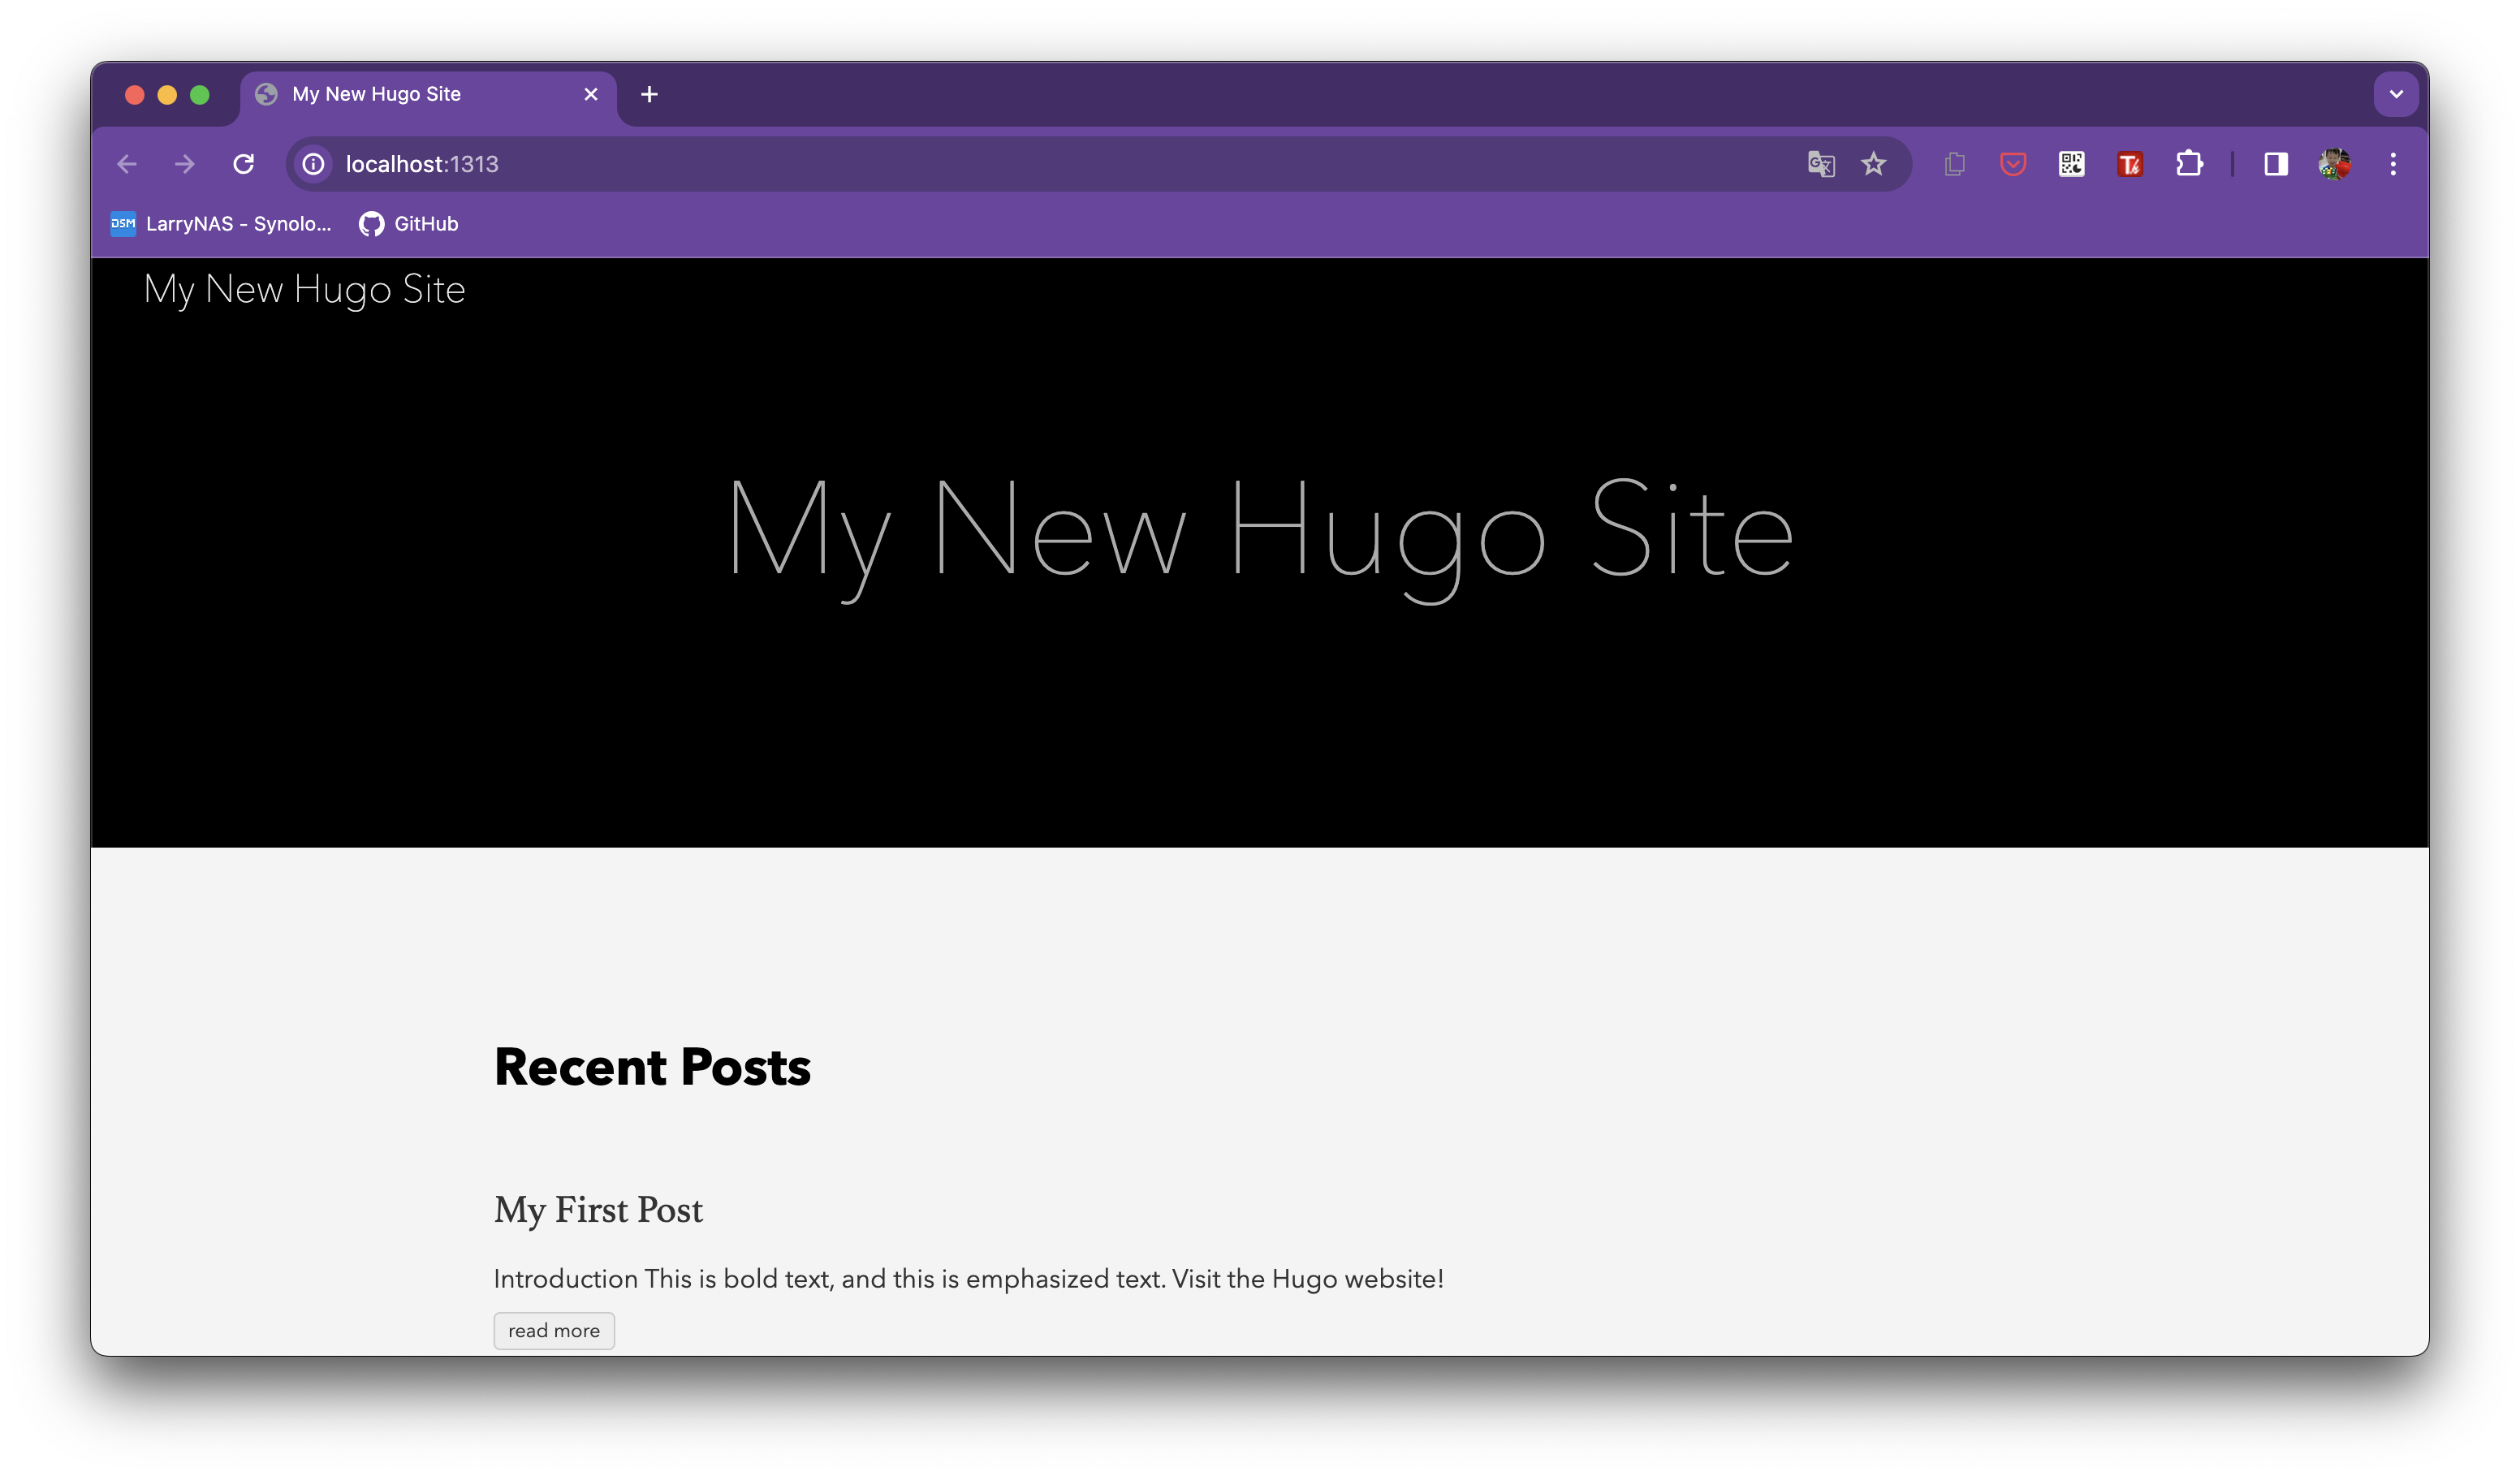 My New Hugo Site
localhost:1313
DSM LarryNAS - Synolo...
GitHub
My New Hugo Site
My New Hugo Site
Recent Posts
My First Post
Introduction This is bold text, and this is emphasized text. Visit the Hugo website!
read more